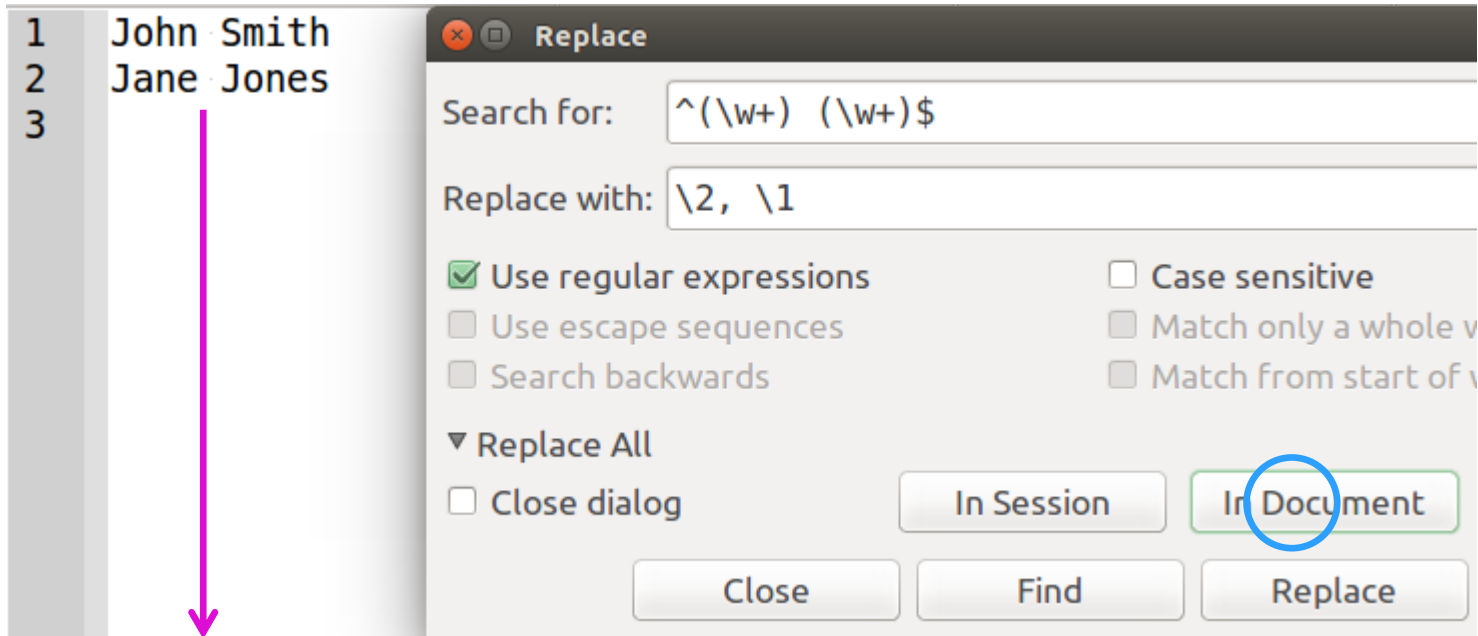 1 John Smith
2 Jane Jones
3
Replace
Search for: ^(\w+) (\w+)$
Replace with: \2, \1
Use regular expressions
Case sensitive
Use escape sequences
Match only a whole
Search backwards
Match from start of
Replace All
Close dialog
In Session
In Document
Close
Find
Replace